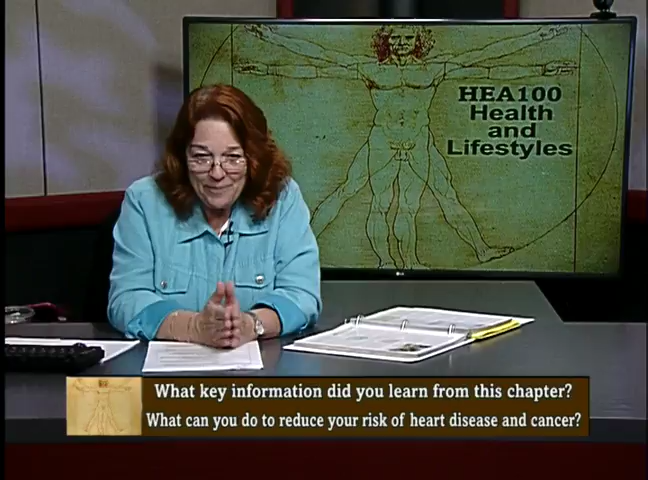 HEA100
Health
and
Lifestyles
What key information did you learn from this chapter?
What can you do to reduce your risk of heart disease and cancer?